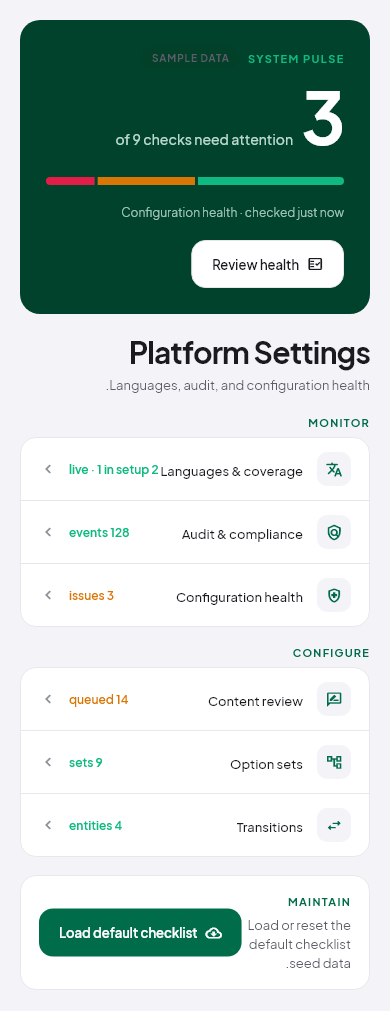 SYSTEM PULSE SAMPLE DATA
3 of 9 checks need attention
Configuration health · checked just now
Review health
Platform Settings
.Languages, audit, and configuration health
MONITOR
Languages & coverage live · 1 in setup 2
Audit & compliance events 128
Configuration health issues 3
CONFIGURE
Content review queued 14
Option sets sets 9
Transitions entities 4
MAINTAIN
Load or reset the
default checklist
.seed data
Load default checklist